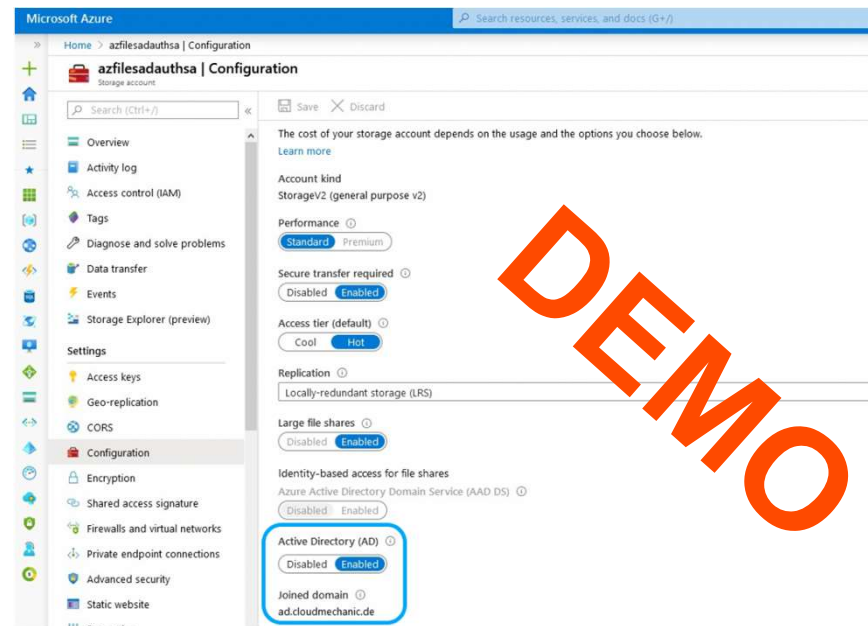 Microsoft Azure
Search resources, services, and docs (G+/)
Home > azfilesadauthsa | Configuration
azfilesadauthsa | Configuration
Storage account
Search (Ctrl+/)
Overview
Activity log
Access control (IAM)
Tags
Diagnose and solve problems
Data transfer
Events
Storage Explorer (preview)
Settings
Access keys
Geo-replication
CORS
Configuration
Encryption
Shared access signature
Firewalls and virtual networks
Private endpoint connections
Advanced security
Static website
Save Discard
The cost of your storage account depends on the usage and the options you choose below.
Learn more
Account kind
StorageV2 (general purpose v2)
Performance
Standard Premium
Secure transfer required
Disabled Enabled
Access tier (default)
Cool Hot
Replication
Locally-redundant storage (LRS)
Large file shares
Disabled Enabled
Identity-based access for file shares
Azure Active Directory Domain Service (AAD DS)
Disabled Enabled
Active Directory (AD)
Disabled Enabled
Joined domain
ad.cloudmechanic.de
DEMO